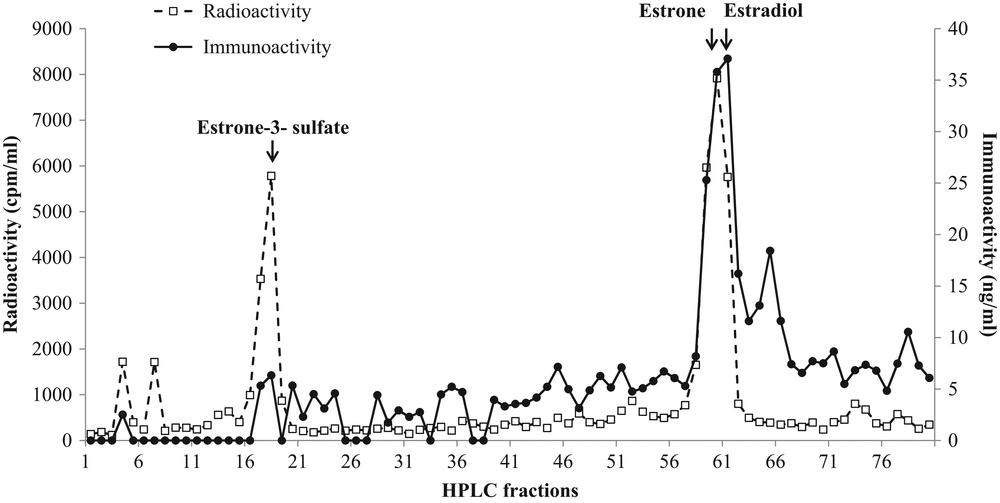 Radioactivity
Immunoactivity
Estrone Estradiol
Estrone-3- sulfate
Radioactivity (cpm/ml)
9000
8000
7000
6000
5000
4000
3000
2000
1000
0
40
35
30
25
20
15
10
5
0
Immunoactivity (ng/ml)
1 6 11 16 21 26 31 36 41 46 51 56 61 66 71 76
HPLC fractions